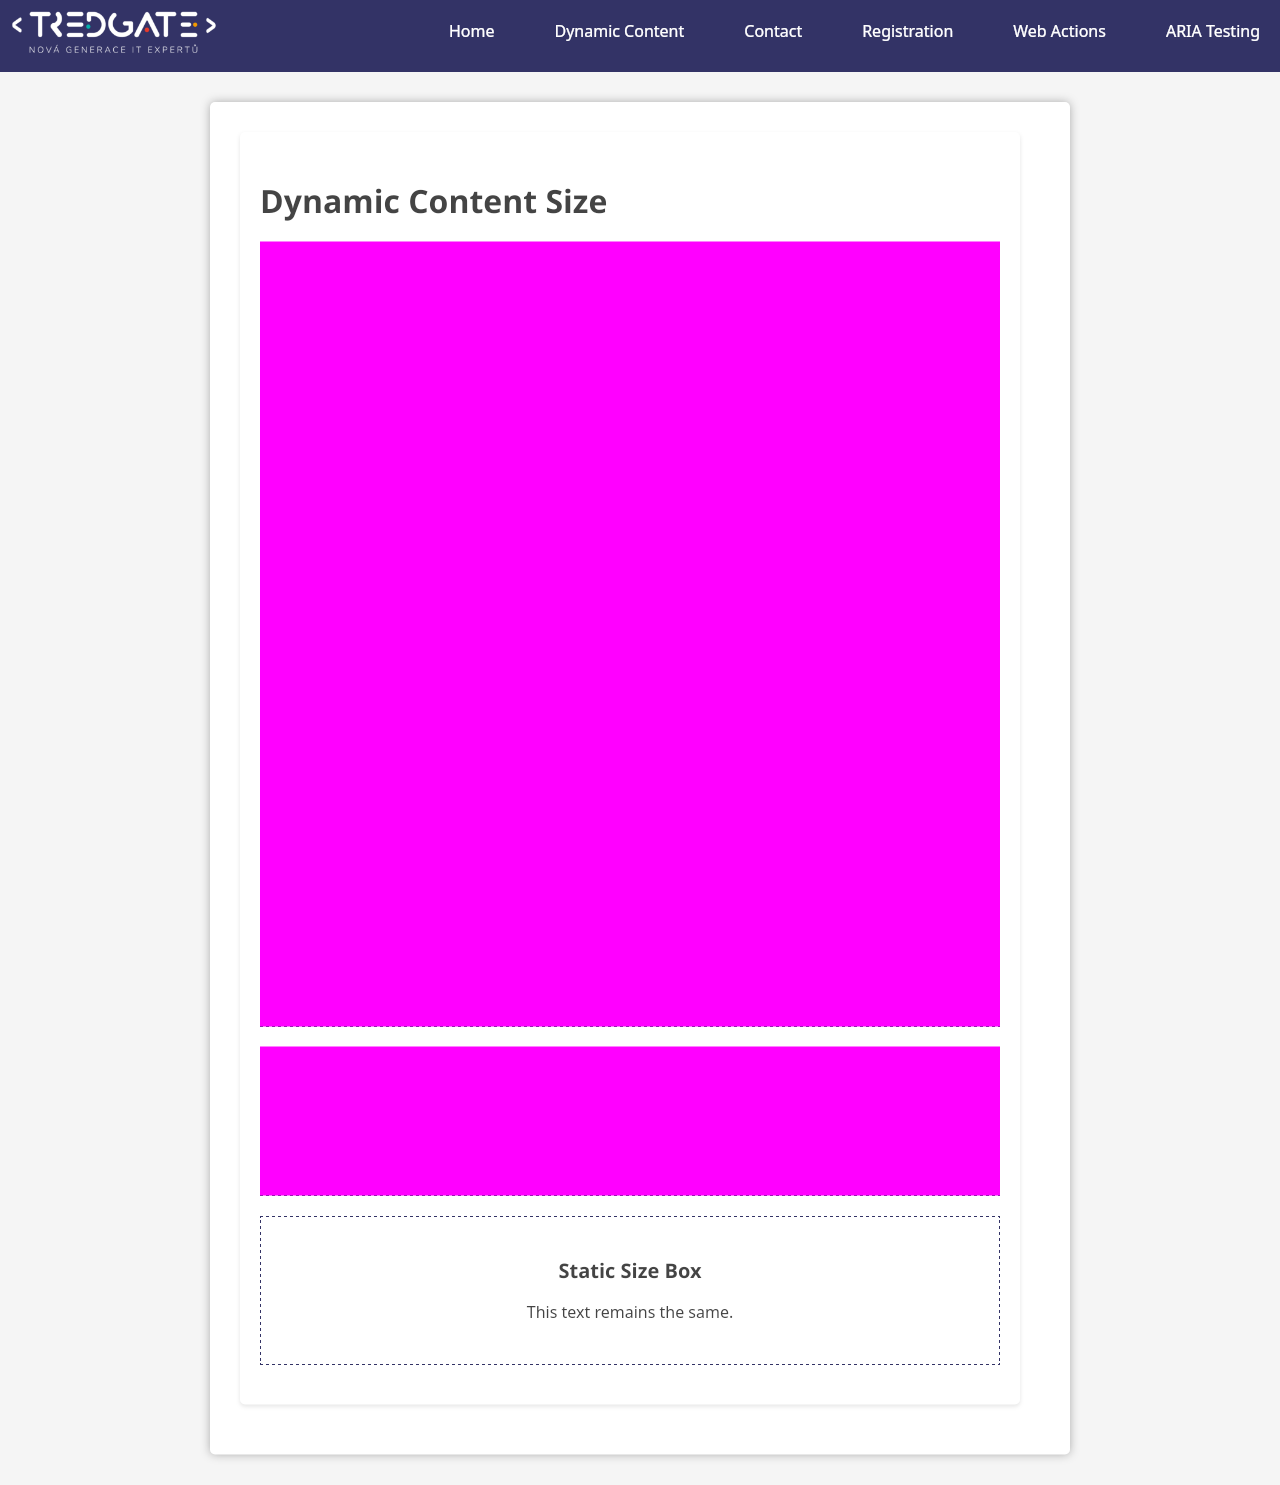 <TREDGATE>
NOVÁ GENERACE IT EXPERTŮ
Home
Dynamic Content
Contact
Registration
Web Actions
ARIA Testing
Dynamic Content Size
Static Size Box
This text remains the same.